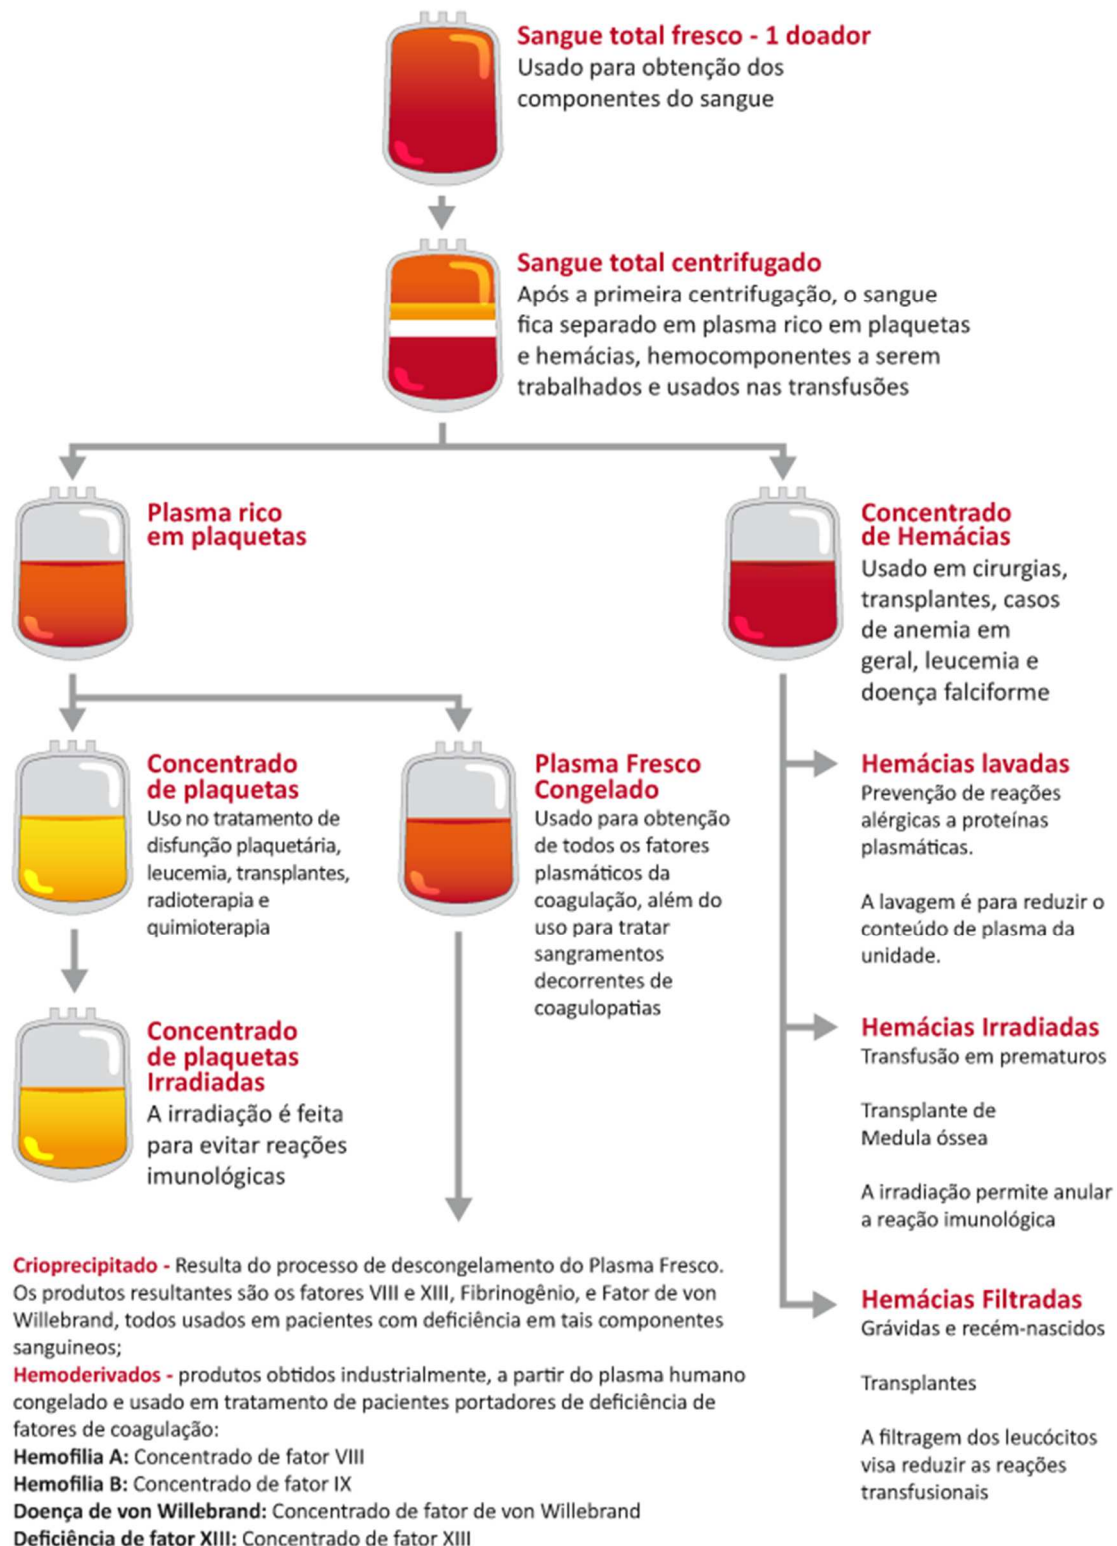 Sangue total fresco - 1 doador
Usado para obtenção dos
componentes do sangue
Sangue total centrifugado
Após a primeira centrifugação, o sangue
fica separado em plasma rico em plaquetas
e hemácias, hemocomponentes a serem
trabalhados e usados nas transfusões
Plasma rico
em plaquetas
Concentrado
de Hemácias
Usado em cirurgias,
transplantes, casos
de anemia em
geral, leucemia e
doença falciforme
Concentrado
de plaquetas
Uso no tratamento de
disfunção plaquetária,
leucemia, transplantes,
radioterapia e
quimioterapia
Plasma Fresco
Congelado
Usado para obtenção
de todos os fatores
plasmáticos da
coagulação, além do
uso para tratar
sangramentos
decorrentes de
coagulopatias
Hemácias lavadas
Prevenção de reações
alérgicas a proteínas
plasmáticas.
A lavagem é para reduzir o
conteúdo de plasma da
unidade.
Concentrado
de plaquetas
Irradiadas
A irradiação é feita
para evitar reações
imunológicas
Hemácias Irradiadas
Transfusão em prematuros
Transplante de
Medula óssea
A irradiação permite anular
a reação imunológica
Hemácias Filtradas
Grávidas e recém-nascidos
Transplantes
A filtragem dos leucócitos
visa reduzir as reações
transfusionais
Crioprecipitado - Resulta do processo de descongelamento do Plasma Fresco.
Os produtos resultantes são os fatores VIII e XIII, Fibrinogênio, e Fator de von
Willebrand, todos usados em pacientes com deficiência em tais componentes
sanguineos;
Hemoderivados - produtos obtidos industrialmente, a partir do plasma humano
congelado e usado em tratamento de pacientes portadores de deficiência de
fatores de coagulação:
Hemofilia A: Concentrado de fator VIII
Hemofilia B: Concentrado de fator IX
Doença de von Willebrand: Concentrado de fator de von Willebrand
Deficiência de fator XIII: Concentrado de fator XIII